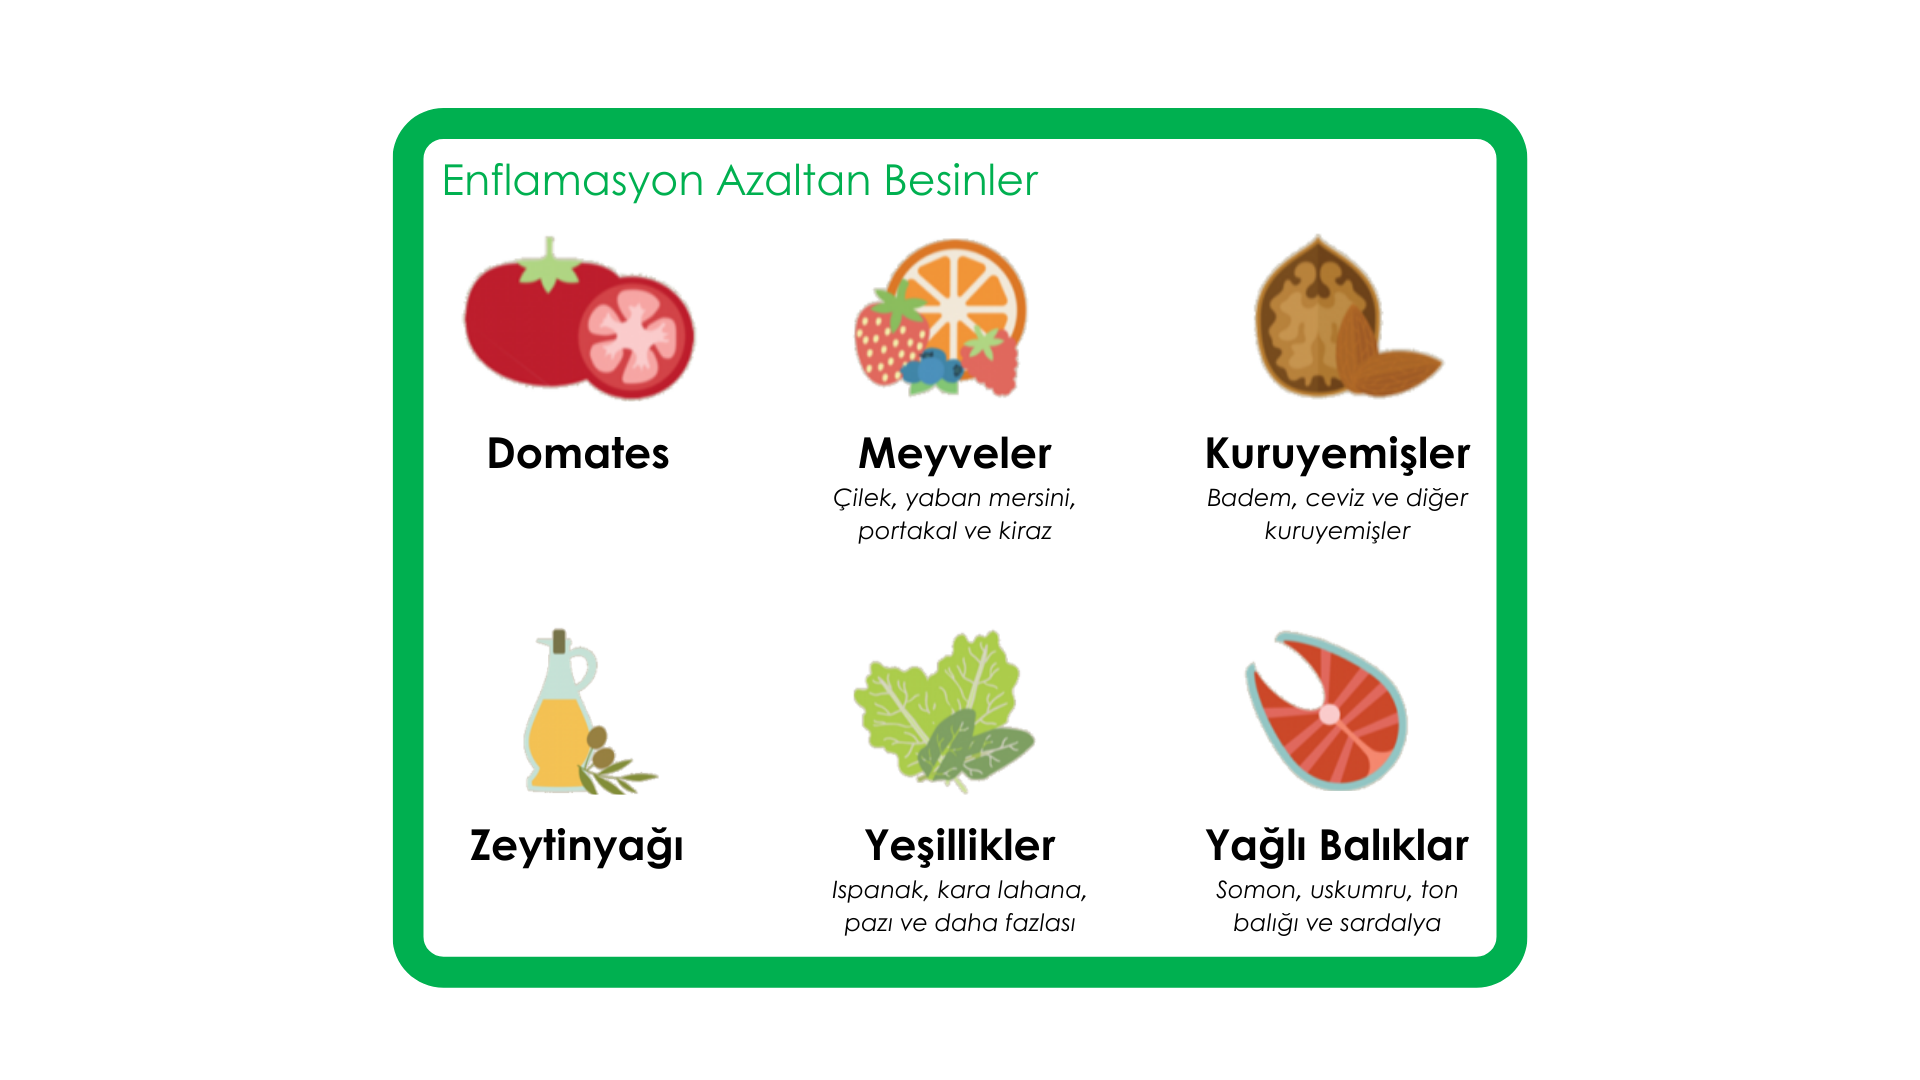 Enflamasyon Azaltan Besinler
Domates
Meyveler
Çilek, yaban mersini,
portakal ve kiraz
Kuruyemişler
Badem, ceviz ve diğer
kuruyemişler
Zeytinyağı
Yeşillikler
Ispanak, kara lahana,
pazı ve daha fazlası
Yağlı Balıklar
Somon, uskumru, ton
balığı ve sardalya